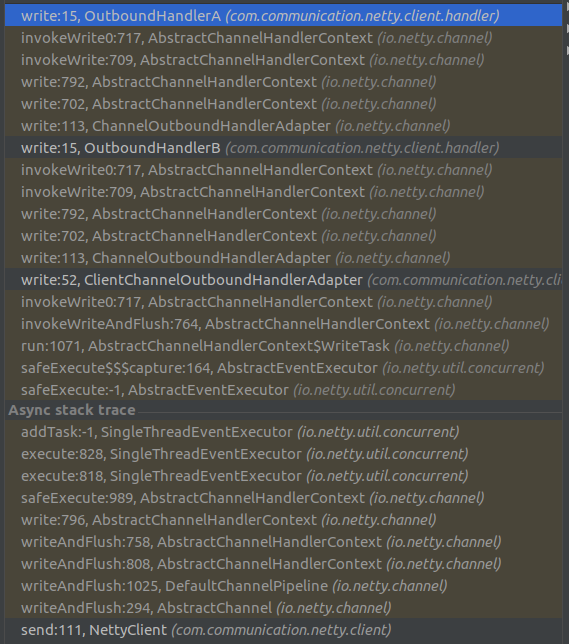 write:15, OutboundHandlerA (com.communication.netty.client.handler)
invokeWrite0:717, AbstractChannelHandlerContext (io.netty.channel)
invokeWrite:709, AbstractChannelHandlerContext (io.netty.channel)
write:792, AbstractChannelHandlerContext (io.netty.channel)
write:702, AbstractChannelHandlerContext (io.netty.channel)
write:113, ChannelOutboundHandlerAdapter (io.netty.channel)
write:15, OutboundHandlerB (com.communication.netty.client.handler)
invokeWrite0:717, AbstractChannelHandlerContext (io.netty.channel)
invokeWrite:709, AbstractChannelHandlerContext (io.netty.channel)
write:792, AbstractChannelHandlerContext (io.netty.channel)
write:702, AbstractChannelHandlerContext (io.netty.channel)
write:113, ChannelOutboundHandlerAdapter (io.netty.channel)
write:52, ClientChannelOutboundHandlerAdapter (com.communication.netty.cli
invokeWrite0:717, AbstractChannelHandlerContext (io.netty.channel)
invokeWriteAndFlush:764, AbstractChannelHandlerContext (io.netty.channel)
run:1071, AbstractChannelHandlerContext$WriteTask (io.netty.channel)
safeExecute$$$capture:164, AbstractEventExecutor (io.netty.util.concurrent)
safeExecute:-1, AbstractEventExecutor (io.netty.util.concurrent)
Async stack trace
addTask:-1, SingleThreadEventExecutor (io.netty.util.concurrent)
execute:828, SingleThreadEventExecutor (io.netty.util.concurrent)
execute:818, SingleThreadEventExecutor (io.netty.util.concurrent)
safeExecute:989, AbstractChannelHandlerContext (io.netty.channel)
write:796, AbstractChannelHandlerContext (io.netty.channel)
writeAndFlush:758, AbstractChannelHandlerContext (io.netty.channel)
writeAndFlush:808, AbstractChannelHandlerContext (io.netty.channel)
writeAndFlush:1025, DefaultChannelPipeline (io.netty.channel)
writeAndFlush:294, AbstractChannel (io.netty.channel)
send:111, NettyClient (com.communication.netty.client)